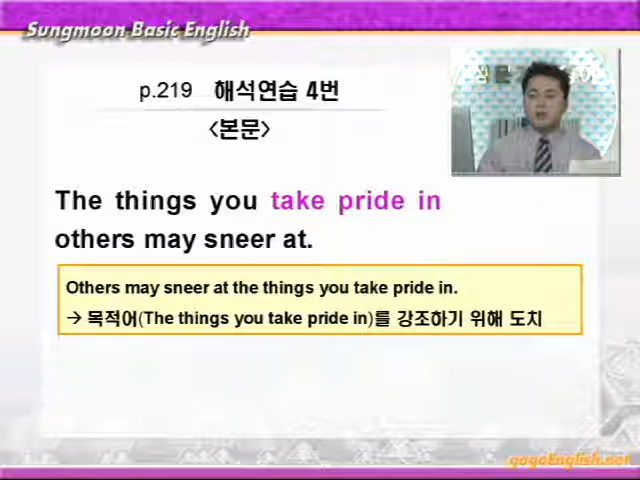 Sungmoon Basic English
p.219 해석연습 4번
<본문>
The things you take pride in
others may sneer at.
Others may sneer at the things you take pride in.
→ 목적어(The things you take pride in)를 강조하기 위해 도치
gogoEnglish.net